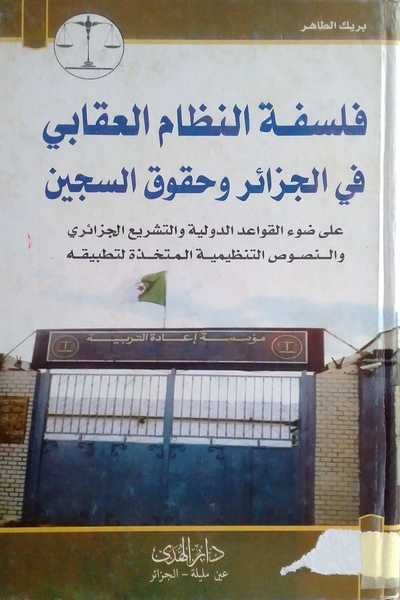 بريك الطاهر
فلسفة النظام العقابي
في الجزائر وحقوق السجين
على ضوء القواعد الدولية والتشريع الجزائري
والنصوص التنظيمية المتخذة لتطبيقه
مؤسسة إعادة التربية
دار الهدى
عين مليلة - الجزائر